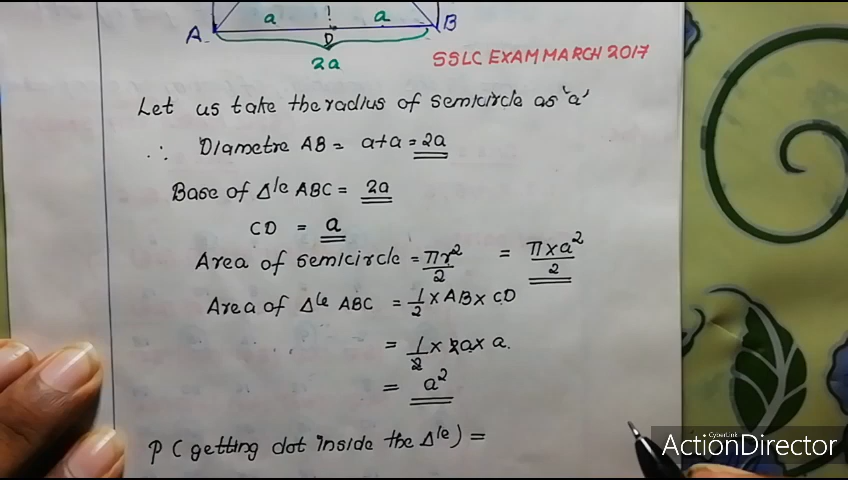 a a
A. D B
2a
SSLC EXAM MARCH 2017
Let us take the radius of semicircle as 'a'
∴ Diametre AB = a+a = 2a
Base of Δle ABC = 2a
CD = a
Area of semicircle = πr²/2 = π×a²/2
Area of Δle ABC = 1/2 × AB × CD
= 1/2 × 2a × a.
= a²
P (getting dot inside the Δle) =
CyberLink
ActionDirector